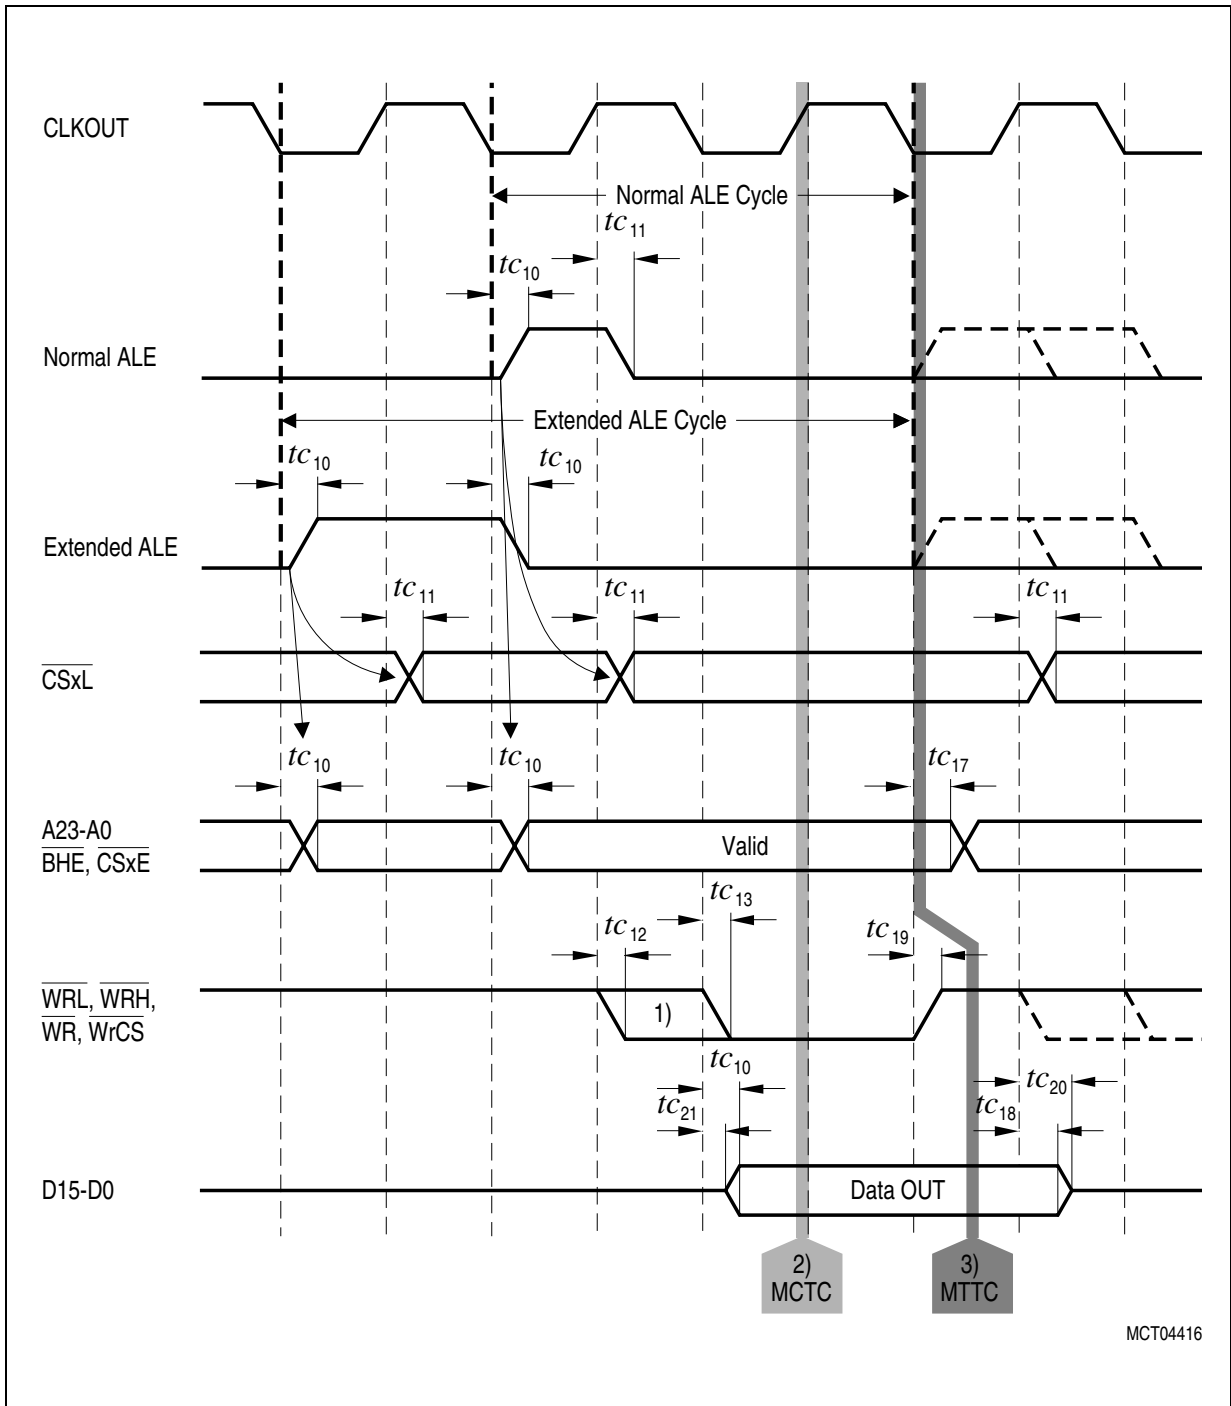 CLKOUT
Normal ALE Cycle
tc11
tc10
Normal ALE
Extended ALE Cycle
tc10
tc10
Extended ALE
tc11
tc11
tc11
CSxL
tc10
tc10
tc17
A23-A0
BHE, CSxE
Valid
tc13
tc12
tc19
WRL, WRH,
WR, WrCS
1)
tc10
tc20
tc21
tc18
D15-D0
Data OUT
2)
MCTC
3)
MTTC
MCT04416